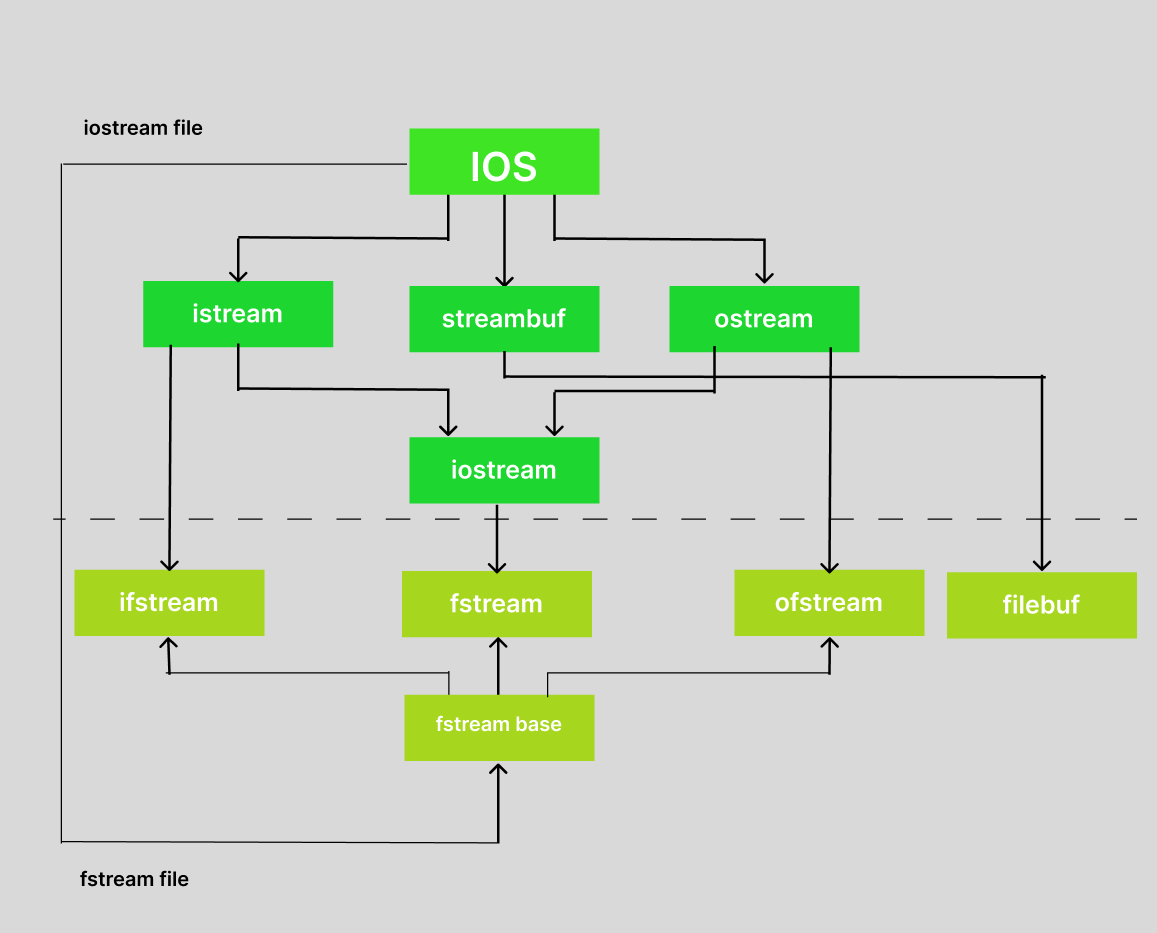 iostream file
IOS
istream
streambuf
ostream
iostream
ifstream
fstream
ofstream
filebuf
fstream base
fstream file